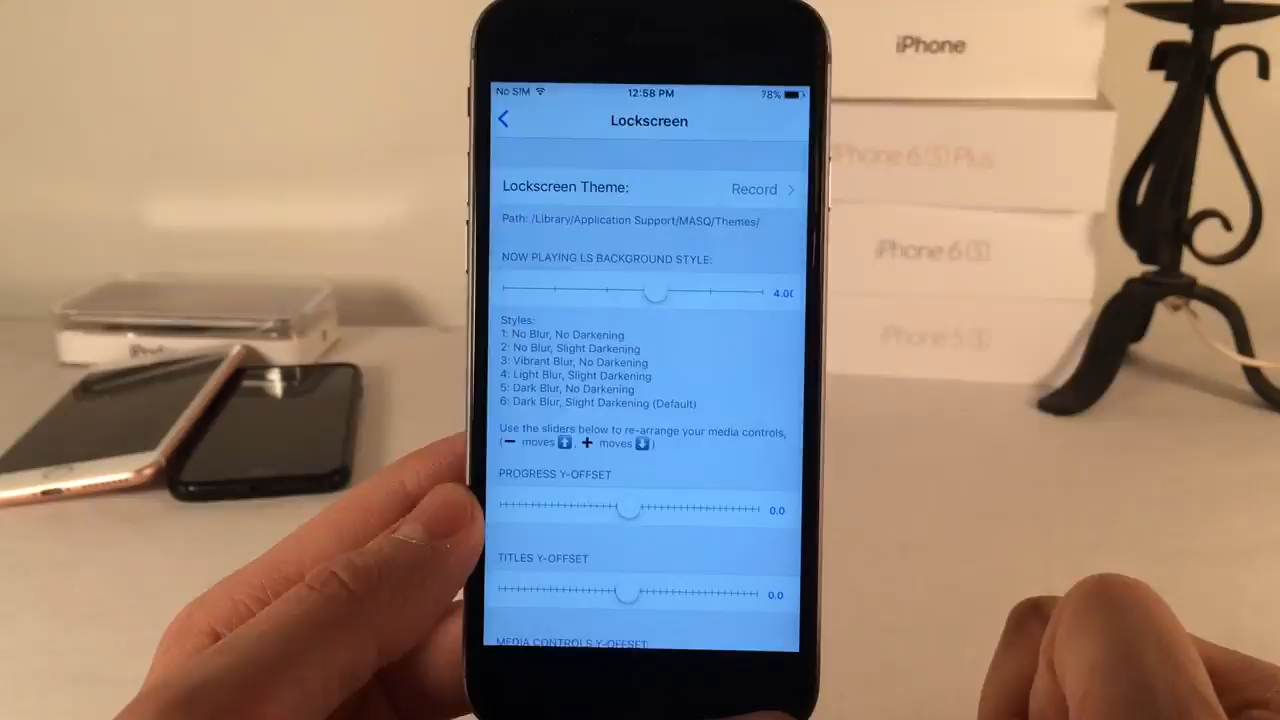 No SIM 12:58 PM 78%
Lockscreen
Lockscreen Theme: Record
Path: /Library/Application Support/MASQ/Themes/
NOW PLAYING LS BACKGROUND STYLE:
4.0
Styles:
1: No Blur, No Darkening
2: No Blur, Slight Darkening
3: Vibrant Blur, No Darkening
4: Light Blur, Slight Darkening
5: Dark Blur, No Darkening
6: Dark Blur, Slight Darkening (Default)
Use the sliders below to re-arrange your media controls,
(➖ moves ⬆️, ➕ moves ⬇️)
PROGRESS Y-OFFSET
0.0
TITLES Y-OFFSET
0.0
MEDIA CONTROLS Y-OFFSET
iPhone
iPhone 6S Plus
iPhone 6S